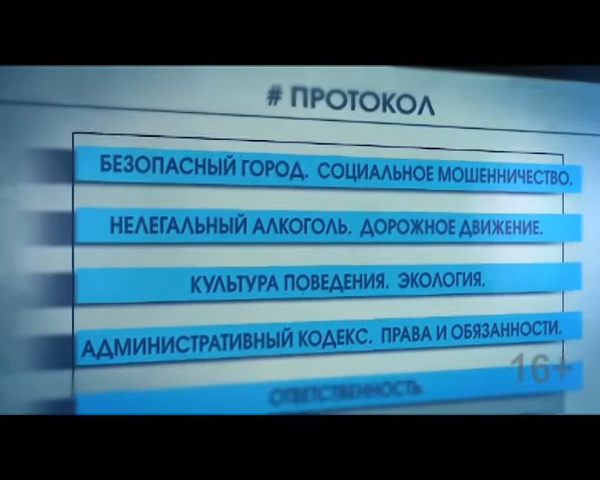 # ПРОТОКОЛ
БЕЗОПАСНЫЙ ГОРОД. СОЦИАЛЬНОЕ МОШЕННИЧЕСТВО.
НЕЛЕГАЛЬНЫЙ АЛКОГОЛЬ. ДОРОЖНОЕ ДВИЖЕНИЕ.
КУЛЬТУРА ПОВЕДЕНИЯ. ЭКОЛОГИЯ.
АДМИНИСТРАТИВНЫЙ КОДЕКС. ПРАВА И ОБЯЗАННОСТИ.
16+
ОТВЕТСТВЕННОСТЬ.